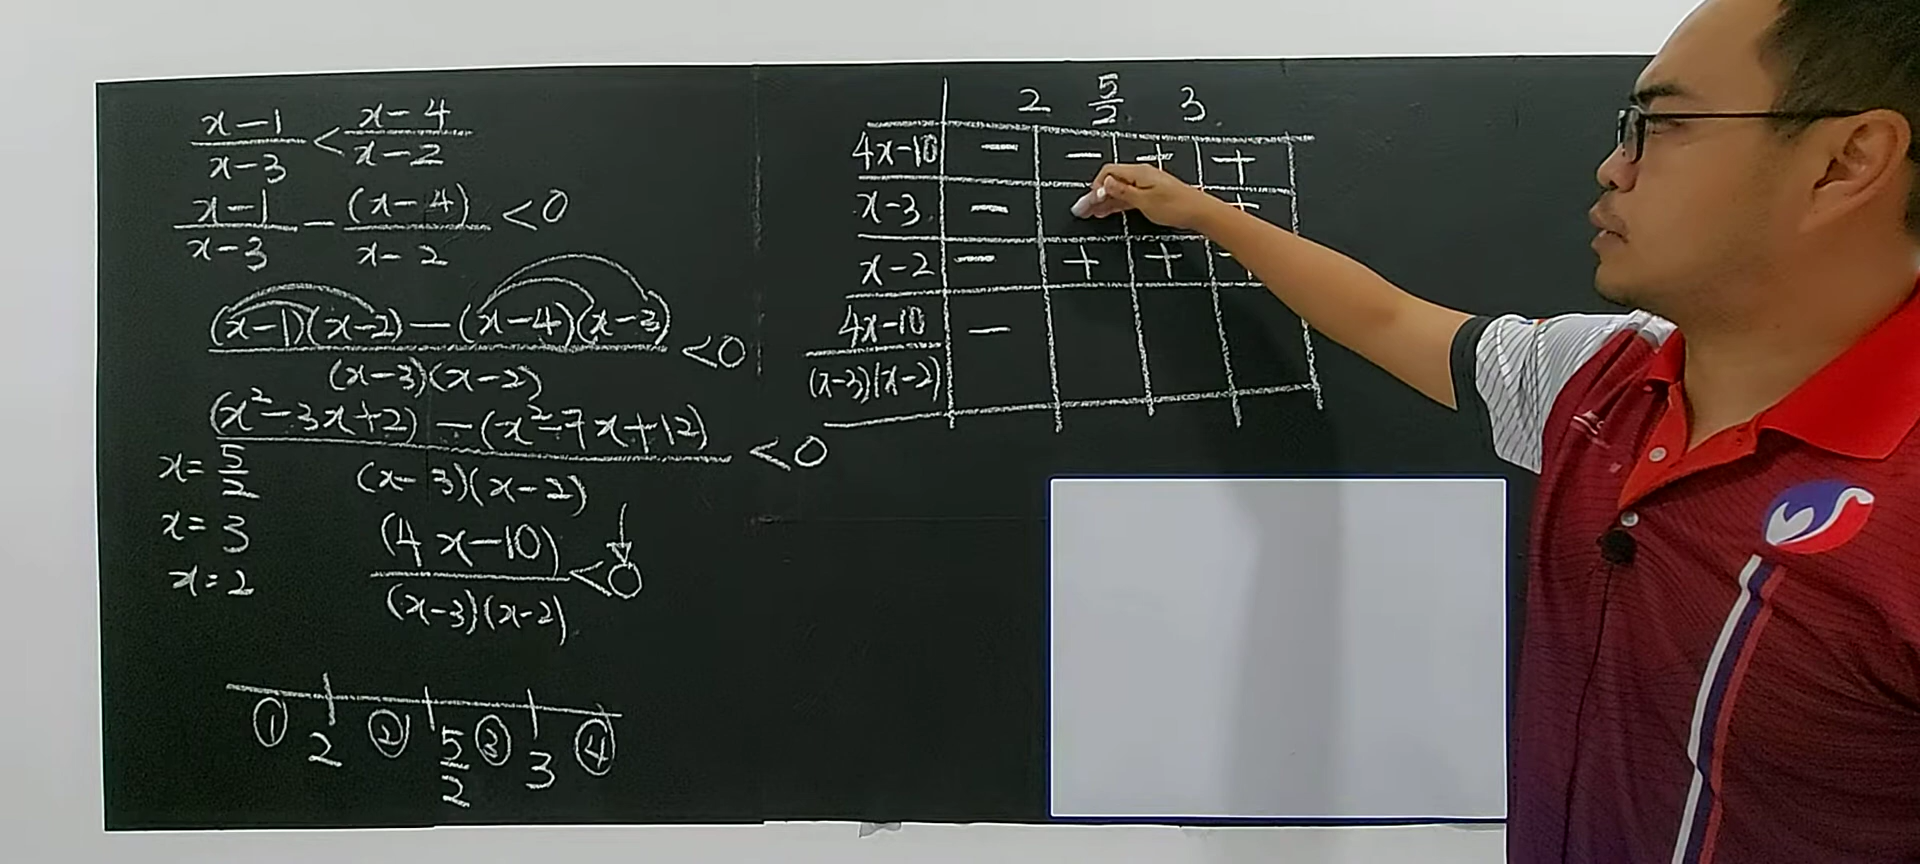 x-1/x-3 < x-4/x-2
x-1/x-3 - (x-4)/x-2 < 0
(x-1)(x-2) - (x-4)(x-3)/(x-3)(x-2) < 0
(x²-3x+2) - (x²-7x+12)/(x-3)(x-2) < 0
x = 5/2
x = 3
x = 2
(4x-10)/(x-3)(x-2) < 0
① 2 ② 5/2 ③ 3 ④
2 5/2 3
4x-10 - - + +
x-3 - +
x-2 - + + +
4x-10/(x-3)(x-2) -